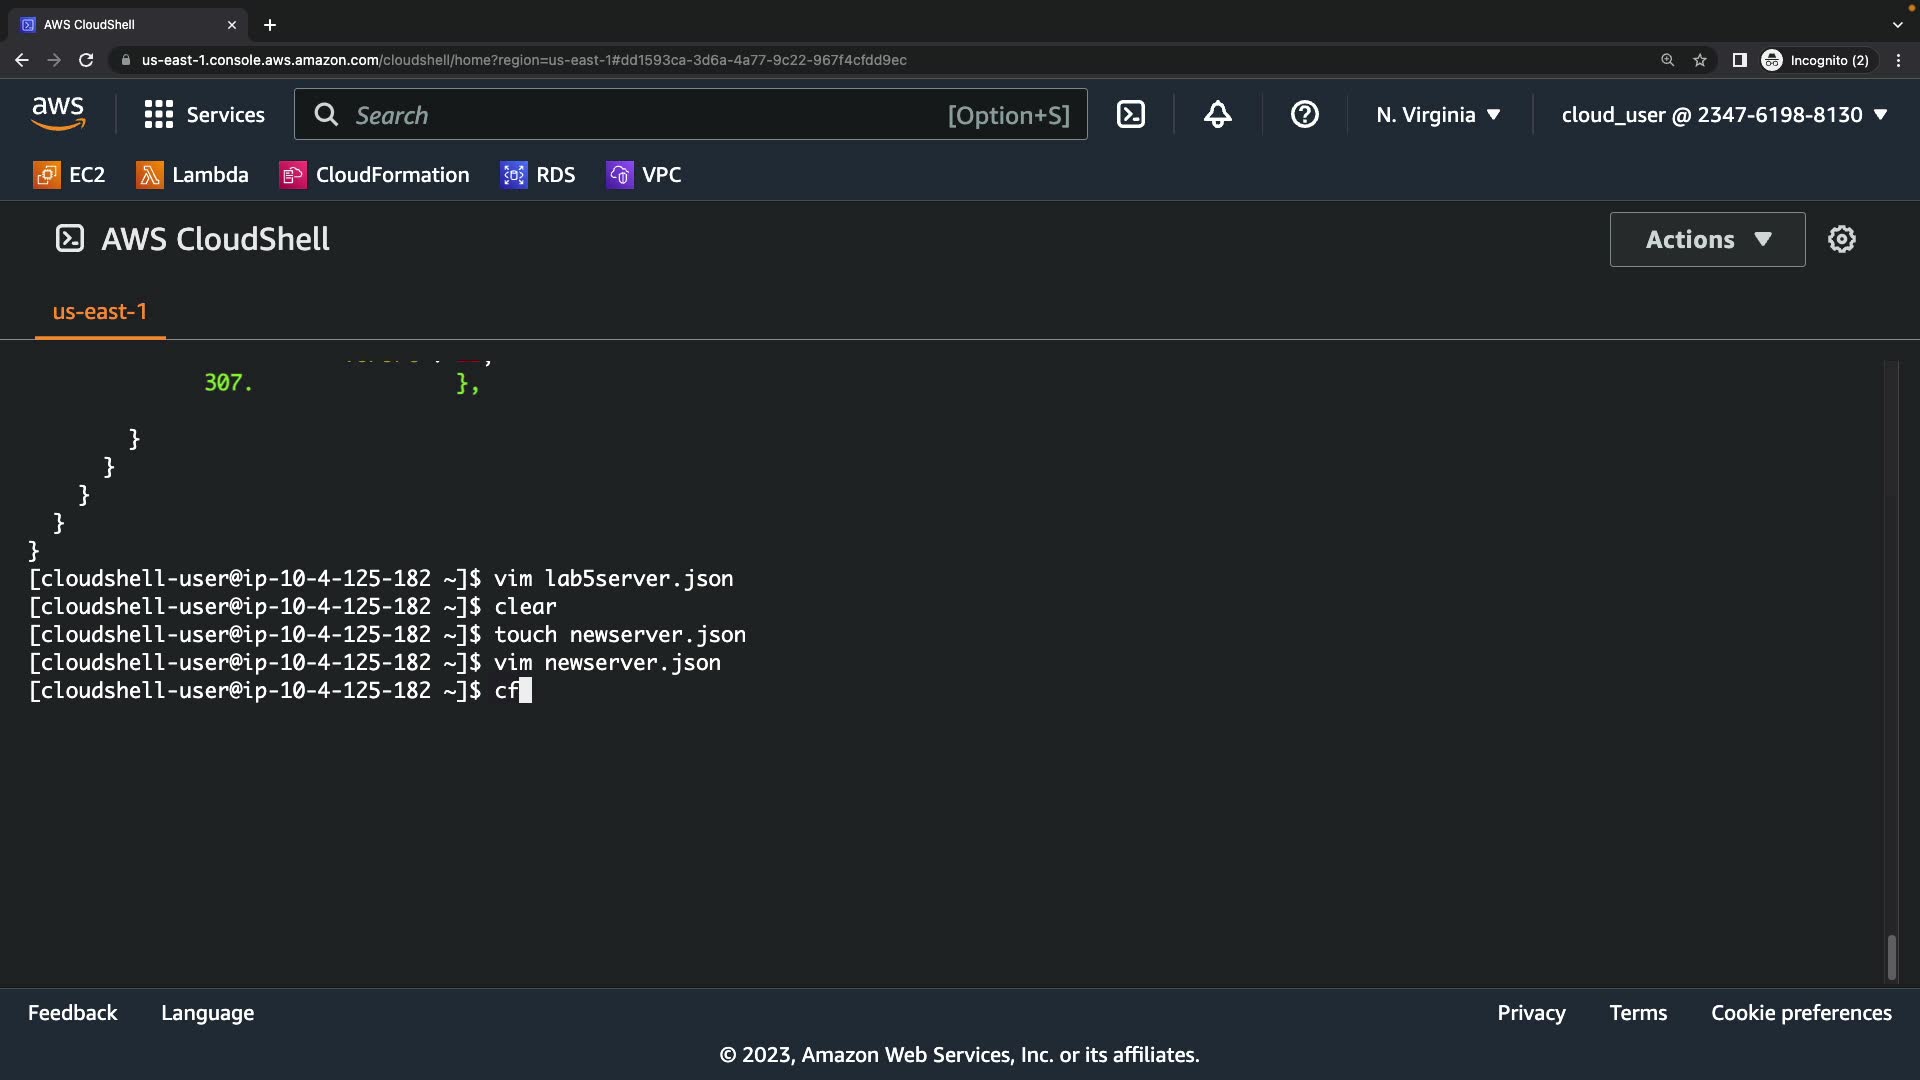 AWS CloudShell
us-east-1.console.aws.amazon.com/cloudshell/home?region=us-east-1#dd1593ca-3d6a-4a77-9c22-967f4cfdd9ec
Incognito (2)
aws
Services
Search
[Option+S]
N. Virginia
cloud_user @ 2347-6198-8130
EC2
Lambda
CloudFormation
RDS
VPC
AWS CloudShell
Actions
us-east-1
307. },
}
}
}
}
}
[cloudshell-user@ip-10-4-125-182 ~]$ vim lab5server.json
[cloudshell-user@ip-10-4-125-182 ~]$ clear
[cloudshell-user@ip-10-4-125-182 ~]$ touch newserver.json
[cloudshell-user@ip-10-4-125-182 ~]$ vim newserver.json
[cloudshell-user@ip-10-4-125-182 ~]$ cf
Feedback
Language
Privacy
Terms
Cookie preferences
© 2023, Amazon Web Services, Inc. or its affiliates.